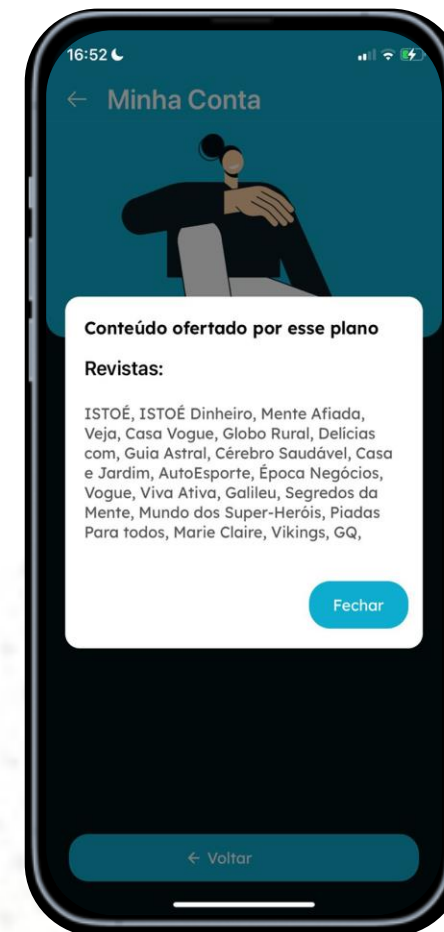 16:52
← Minha Conta
Conteúdo ofertado por esse plano
Revistas:
ISTOÉ, ISTOÉ Dinheiro, Mente Afiada,
Veja, Casa Vogue, Globo Rural, Delícias
com, Guia Astral, Cérebro Saudável, Casa
e Jardim, AutoEsporte, Época Negócios,
Vogue, Viva Ativa, Galileu, Segredos da
Mente, Mundo dos Super-Heróis, Piadas
Para todos, Marie Claire, Vikings, GQ,
Fechar
← Voltar